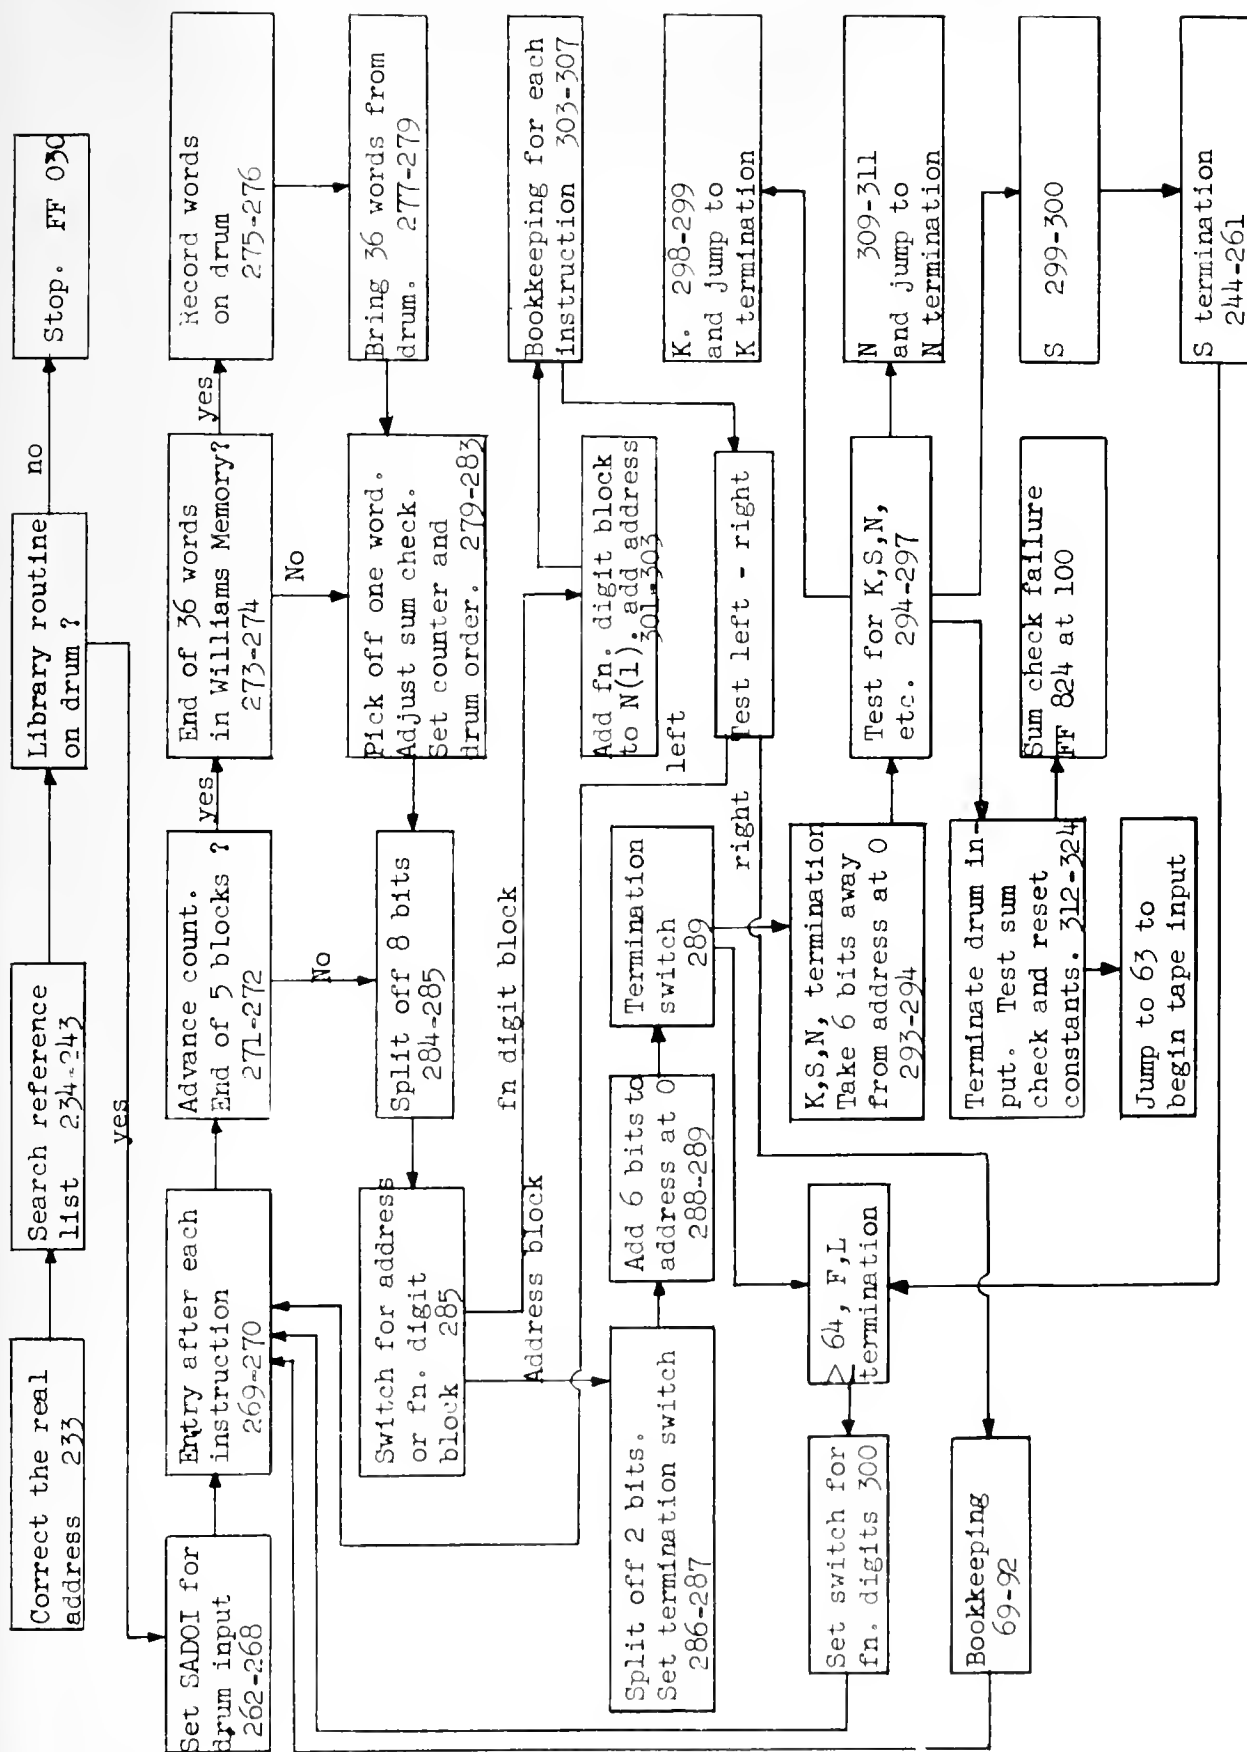 Correct the real
address 233
Search reference
list 234-243
Library routine
on drum ?
no
Stop. FF 030
yes
Set SADOI for
drum input
262-268
Entry after each
instruction
269-270
Advance count.
End of 5 blocks ?
271-272
yes
End of 36 words
in Williams Memory?
273-274
yes
Record words
on drum
275-276
No
No
Switch for address
or fn. digit
block 285
Split off 8 bits
284-285
Pick off one word.
Adjust sum check.
Set counter and
drum order. 279-283
Bring 36 words from
drum. 277-279
fn digit block
Address block
Add fn. digit block
to N(1), add address
301-303
Bookkeeping for each
instruction 303-307
left
Split off 2 bits.
Set termination switch
286-287
Add 6 bits to
address at 0
288-289
Termination
switch
289
Test left - right
right
K. 298-299
and jump to
K termination
Set switch for
fn. digits 300
> 64, F,L
termination
K,S,N, termination
Take 6 bits away
from address at 0
293-294
Test for K,S,N,
etc. 294-297
N 309-311
and jump to
N termination
Bookkeeping
69-92
Terminate drum in-
put. Test sum
check and reset
constants. 312-324
Sum check failure
FF 824 at 100
S 299-300
Jump to 63 to
begin tape input
S termination
244-261